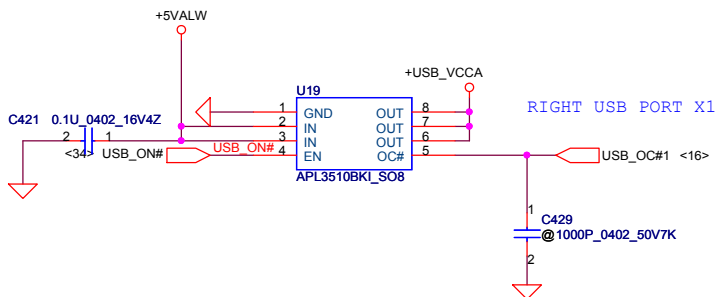 +5VALW
+USB_VCCA
U19
RIGHT USB PORT X1
C421 0.1U_0402_16V4Z
1 GND OUT 8
2 IN OUT 7
3 IN OUT 6
4 EN OC# 5
2 1
<34> USB_ON# USB_ON#
USB_OC#1 <16>
APL3510BKI_SO8
1
C429
@1000P_0402_50V7K
2